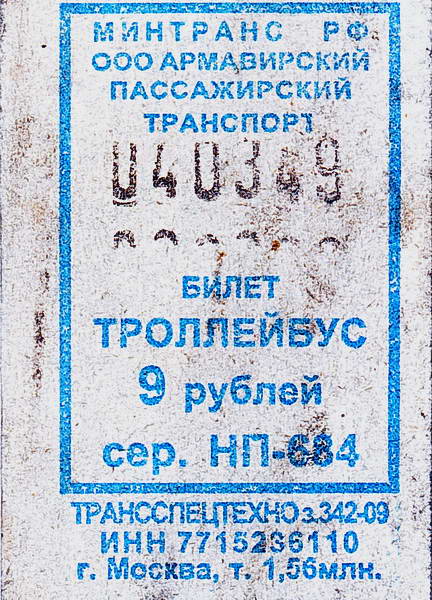 МИНТРАНС РФ
ООО АРМАВИРСКИЙ
ПАССАЖИРСКИЙ
ТРАНСПОРТ
040349
БИЛЕТ
ТРОЛЛЕЙБУС
9 рублей
сер. НП-684
ТРАНССПЕЦТЕХНО з.342-09
ИНН 7715236110
г. Москва, т. 1,56млн.